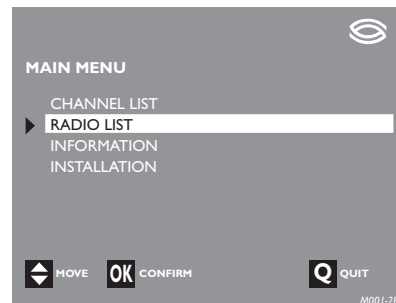 MAIN MENU
CHANNEL LIST
RADIO LIST
INFORMATION
INSTALLATION
MOVE OK CONFIRM Q QUIT